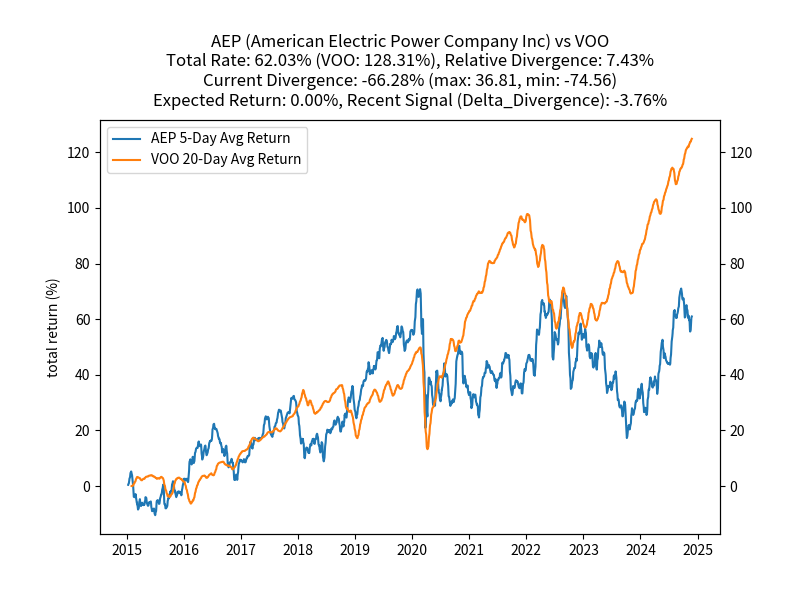 AEP (American Electric Power Company Inc) vs VOO
Total Rate: 62.03% (VOO: 128.31%), Relative Divergence: 7.43%
Current Divergence: -66.28% (max: 36.81, min: -74.56)
Expected Return: 0.00%, Recent Signal (Delta_Divergence): -3.76%
AEP 5-Day Avg Return
VOO 20-Day Avg Return
total return (%)
120 120
100 100
80 80
60 60
40 40
20 20
0 0
2015 2016 2017 2018 2019 2020 2021 2022 2023 2024 2025